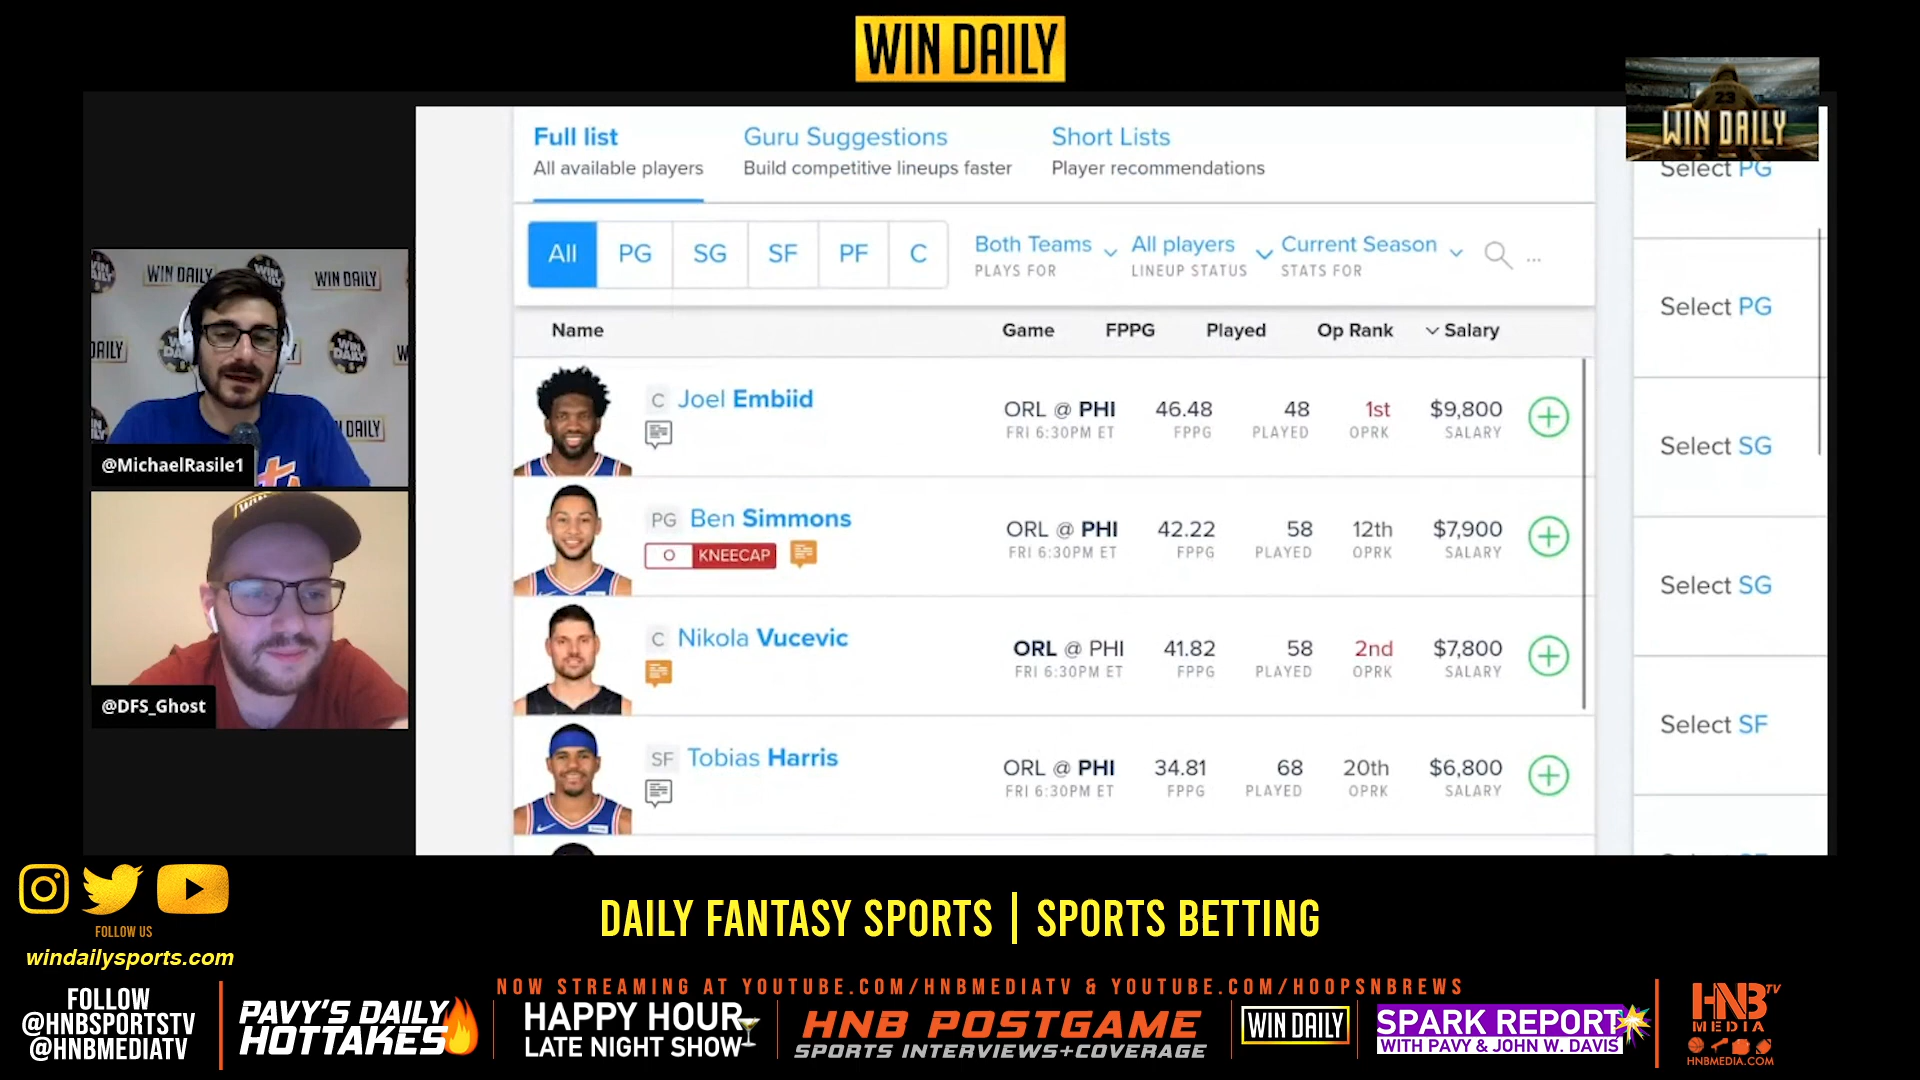 WIN DAILY
WIN DAILY
23
Full list
Guru Suggestions
Short Lists
All available players
Build competitive lineups faster
Player recommendations
All
PG
SG
SF
PF
C
Both Teams
PLAYS FOR
All players
LINEUP STATUS
Current Season
STATS FOR
...
Name
Game
FPPG
Played
Op Rank
Salary
C Joel Embiid
ORL @ PHI
FRI 6:30PM ET
46.48
FPPG
48
PLAYED
1st
OPRK
$9,800
SALARY
PG Ben Simmons
O KNEECAP
ORL @ PHI
FRI 6:30PM ET
42.22
FPPG
58
PLAYED
12th
OPRK
$7,900
SALARY
C Nikola Vucevic
ORL @ PHI
FRI 6:30PM ET
41.82
FPPG
58
PLAYED
2nd
OPRK
$7,800
SALARY
SF Tobias Harris
ORL @ PHI
FRI 6:30PM ET
34.81
FPPG
68
PLAYED
20th
OPRK
$6,800
SALARY
Select PG
Select PG
Select SG
Select SG
Select SF
WIN DAILY
WIN DAILY
@MichaelRasile1
@DFS_Ghost
FOLLOW US
windailysports.com
DAILY FANTASY SPORTS | SPORTS BETTING
NOW STREAMING AT YOUTUBE.COM/HNBMEDIATV & YOUTUBE.COM/HOOPSNBREWS
FOLLOW
@HNBSPORTSTV
@HNBMEDIATV
PAVY'S DAILY
HOTTAKES
HAPPY HOUR
LATE NIGHT SHOW
HNB POSTGAME
SPORTS INTERVIEWS+COVERAGE
WIN DAILY
SPARK REPORT
WITH PAVY & JOHN W. DAVIS
HNB TV
MEDIA
HNBMEDIA.COM